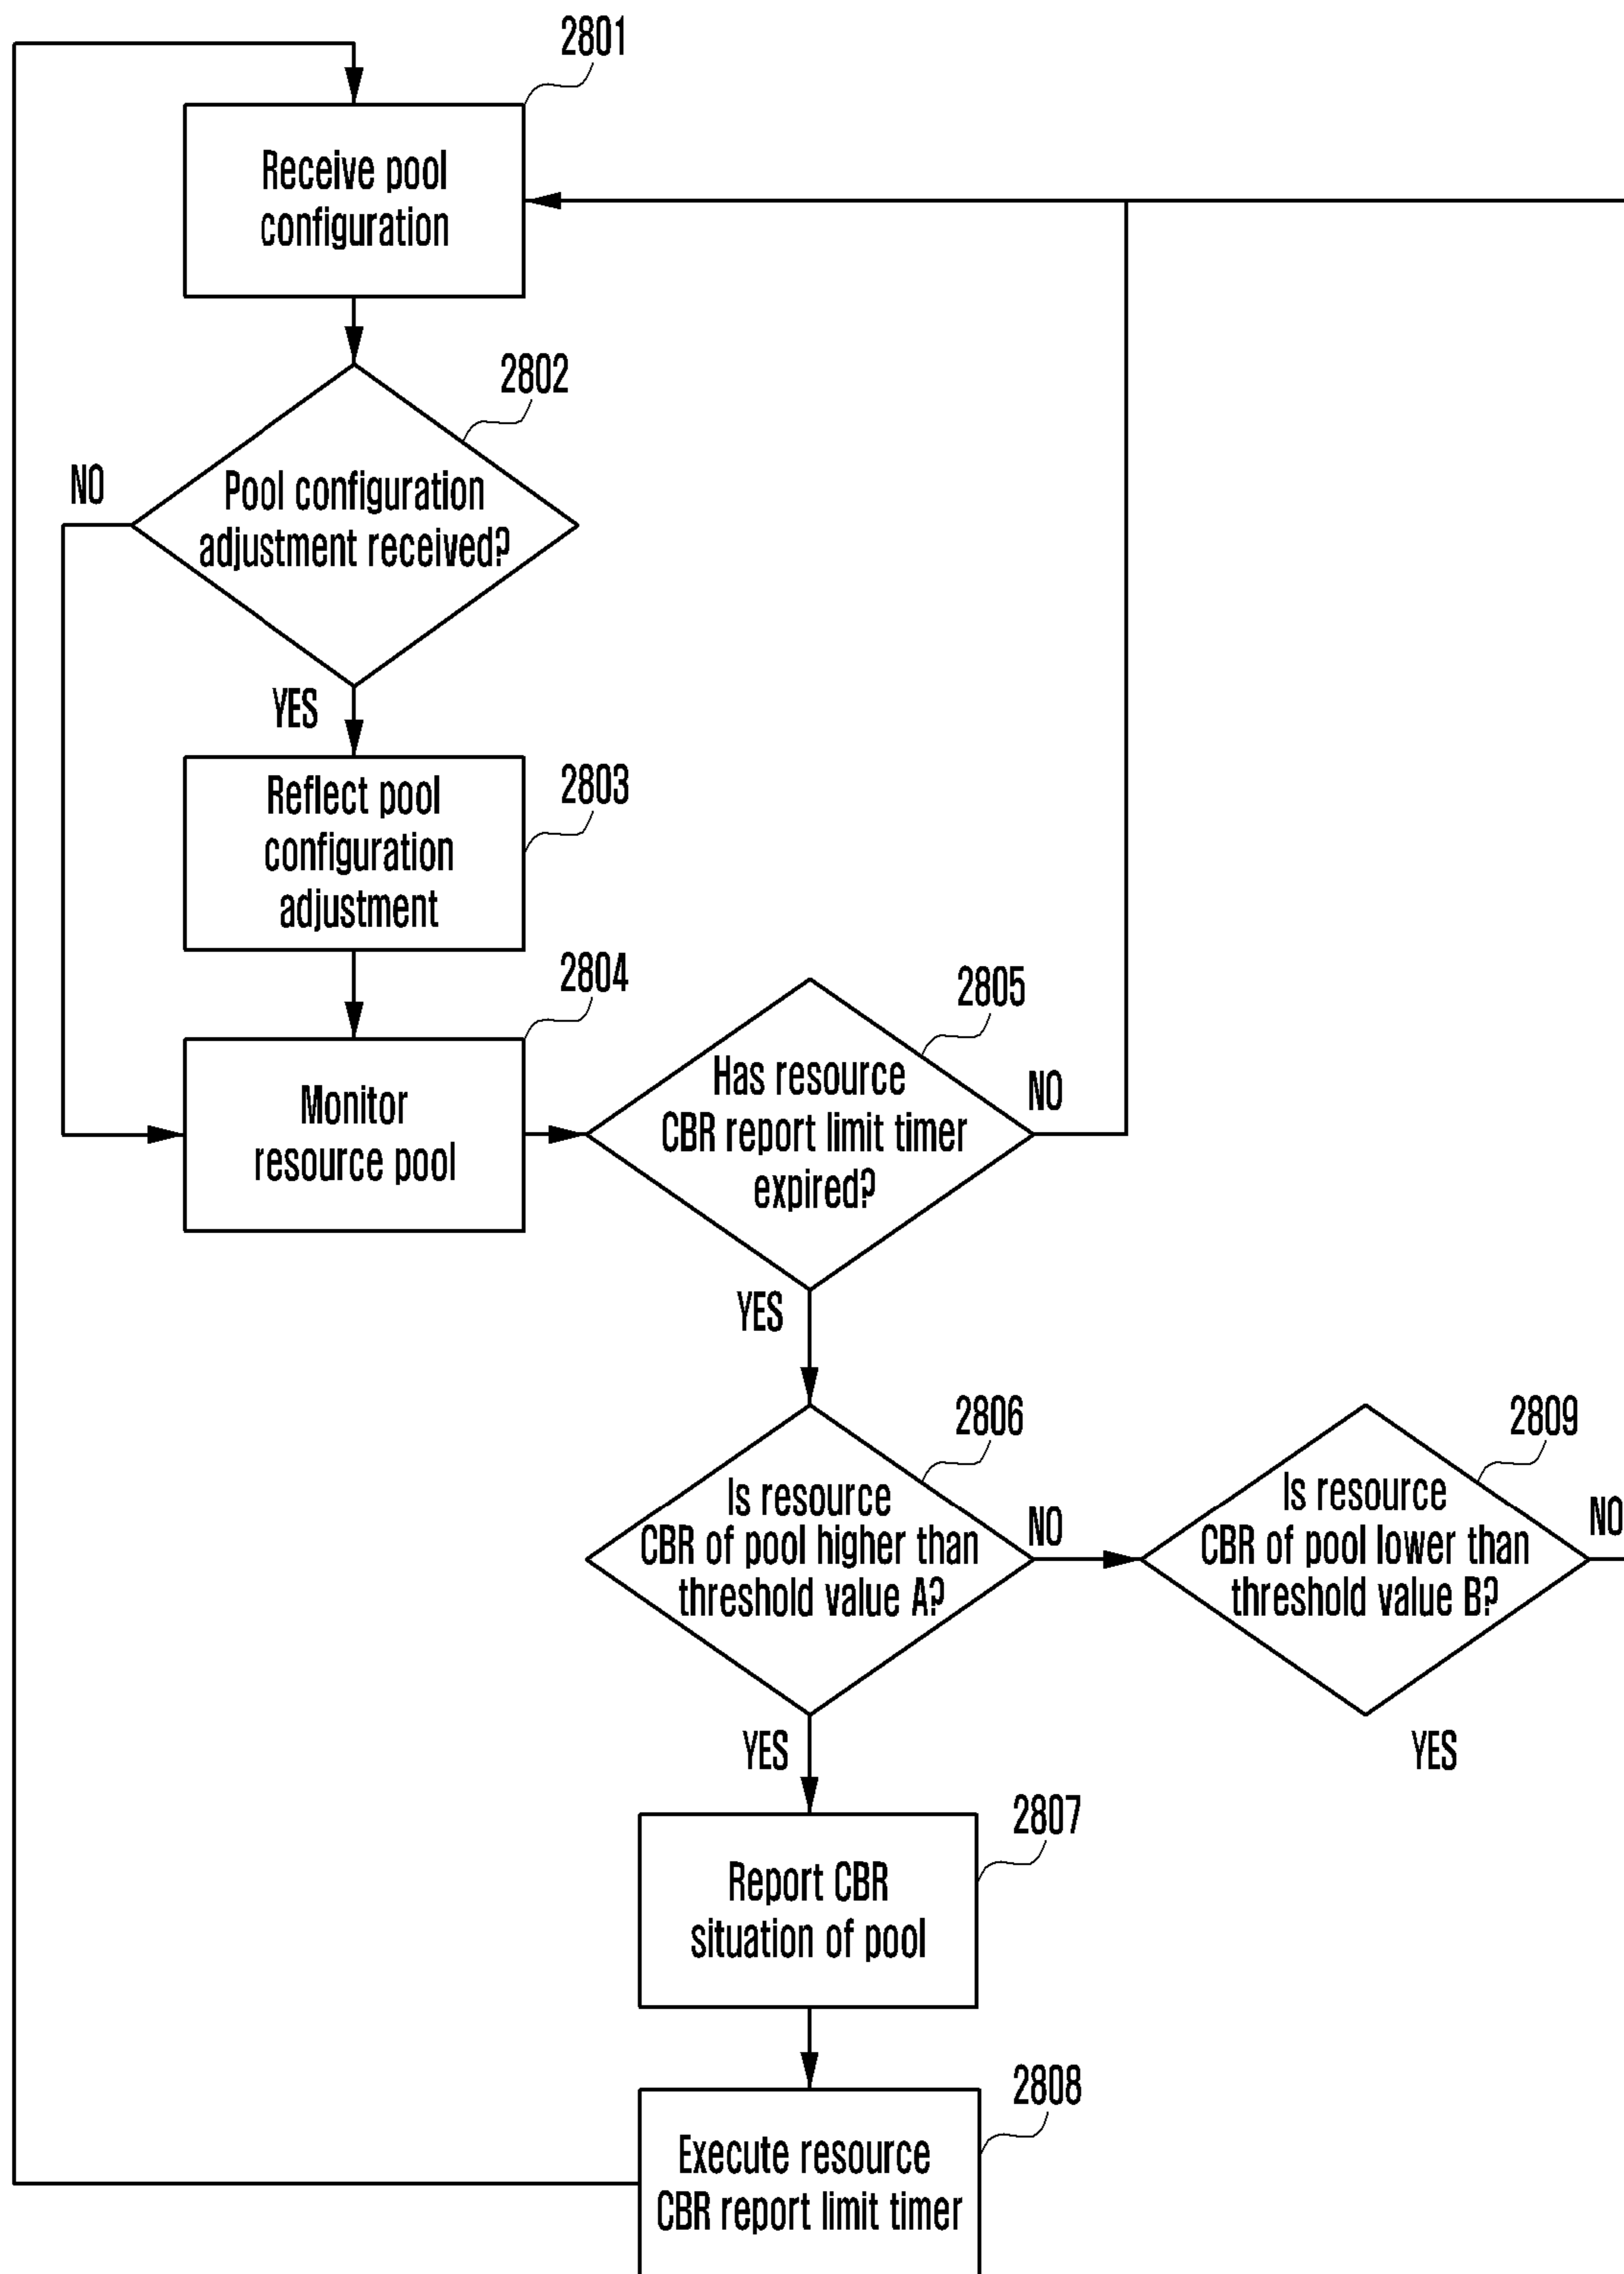 2801
Receive pool
configuration
2802
NO
Pool configuration
adjustment received?
YES
2803
Reflect pool
configuration
adjustment
2804
Monitor
resource pool
2805
Has resource
CBR report limit timer
expired?
NO
YES
2806
Is resource
CBR of pool higher than
threshold value A?
NO
2809
Is resource
CBR of pool lower than
threshold value B?
NO
YES
YES
2807
Report CBR
situation of pool
2808
Execute resource
CBR report limit timer